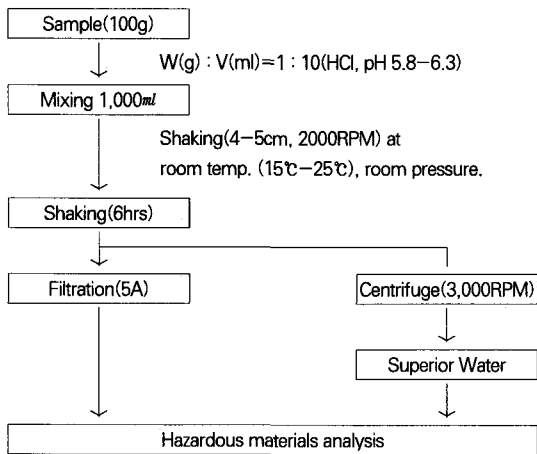 Sample(100g)
W(g) : V(ml)=1 : 10(HCl, pH 5.8-6.3)
Mixing 1,000㎖
Shaking(4-5cm, 2000RPM) at
room temp. (15℃-25℃), room pressure.
Shaking(6hrs)
Filtration(5A)
Centrifuge(3,000RPM)
Superior Water
Hazardous materials analysis